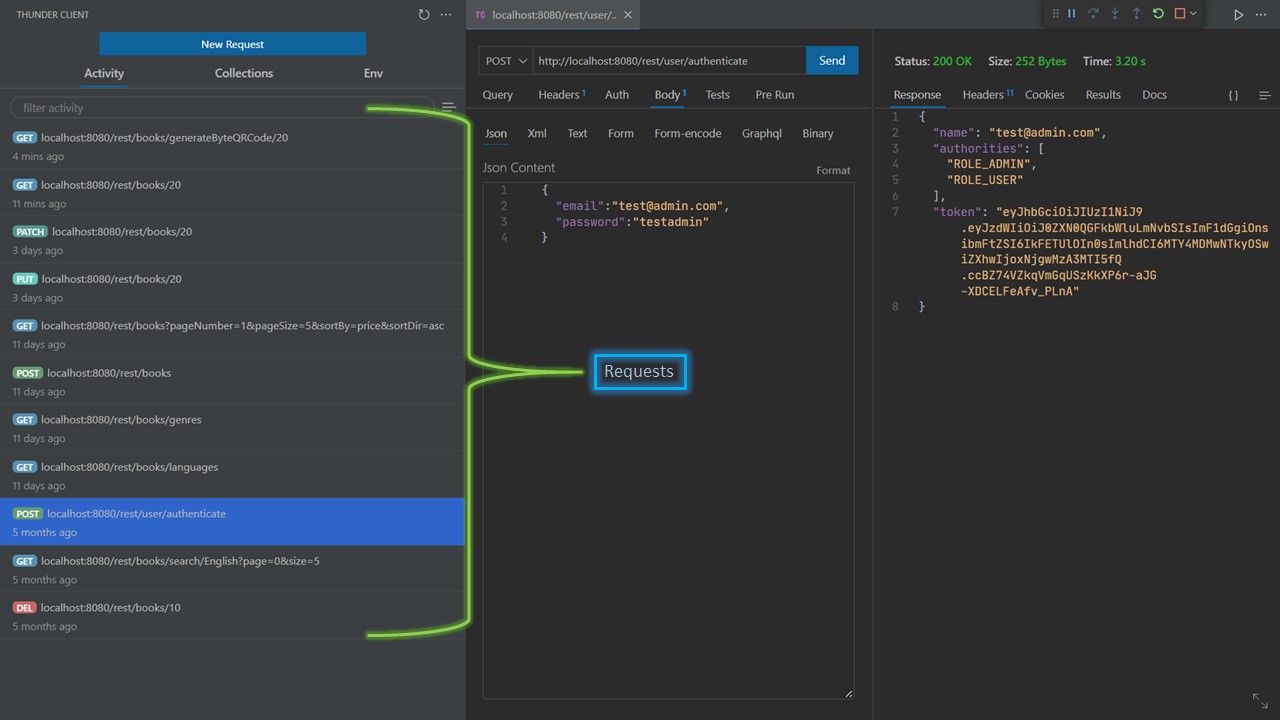 THUNDER CLIENT
New Request
Activity Collections Env
filter activity
GET localhost:8080/rest/books/generateByteQRCode/20
4 mins ago
GET localhost:8080/rest/books/20
11 mins ago
PATCH localhost:8080/rest/books/20
3 days ago
PUT localhost:8080/rest/books/20
3 days ago
GET localhost:8080/rest/books?pageNumber=1&pageSize=5&sortBy=price&sortDir=asc
11 days ago
POST localhost:8080/rest/books
11 days ago
GET localhost:8080/rest/books/genres
11 days ago
GET localhost:8080/rest/books/languages
11 days ago
POST localhost:8080/rest/user/authenticate
5 months ago
GET localhost:8080/rest/books/search/English?page=0&size=5
5 months ago
DEL localhost:8080/rest/books/10
5 months ago
TC localhost:8080/rest/user/..
POST http://localhost:8080/rest/user/authenticate Send
Query Headers 1 Auth Body 1 Tests Pre Run
Json Xml Text Form Form-encode Graphql Binary
Json Content Format
1 {
2 "email":"test@admin.com",
3 "password":"testadmin"
4 }
Requests
Status: 200 OK Size: 252 Bytes Time: 3.20 s
Response Headers 11 Cookies Results Docs {}
1 {
2 "name": "test@admin.com",
3 "authorities": [
4 "ROLE_ADMIN",
5 "ROLE_USER"
6 ],
7 "token": "eyJhbGciOiJIUzI1NiJ9
.eyJzdWIiOiJ0ZXN0QGFkbWluLmNvbSIsImF1dGgiOns
ibmFtZSI6IkFETUlOIn0sImlhdCI6MTY4MDMwNTkyOSw
iZXhwIjoxNjgwMzA3MTI5fQ
.ccBZ74VZkqVmGqUSzKkXP6r-aJG
-XDCELFeAfv_PLnA"
8 }